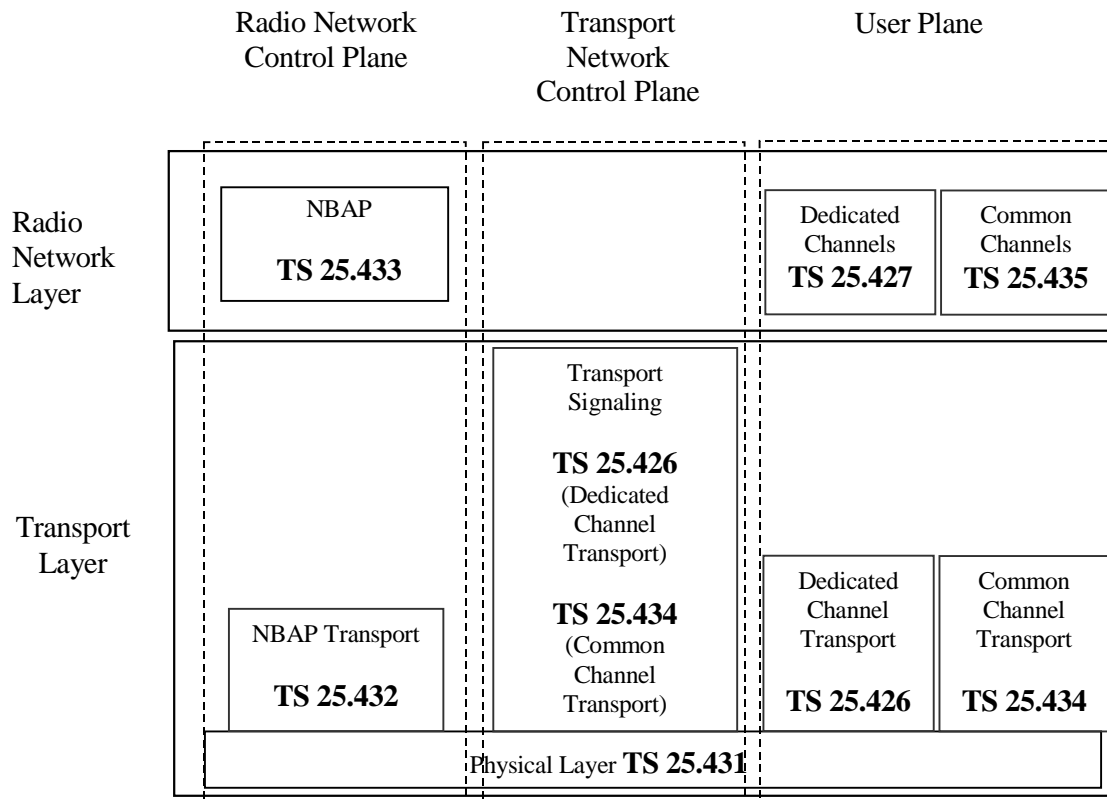 Radio Network
Control Plane
Transport
Network
Control Plane
User Plane
Radio
Network
Layer
NBAP
TS 25.433
Dedicated
Channels
TS 25.427
Common
Channels
TS 25.435
Transport
Layer
NBAP Transport
TS 25.432
Transport
Signaling
TS 25.426
(Dedicated
Channel
Transport)
TS 25.434
(Common
Channel
Transport)
Dedicated
Channel
Transport
TS 25.426
Common
Channel
Transport
TS 25.434
Physical Layer TS 25.431